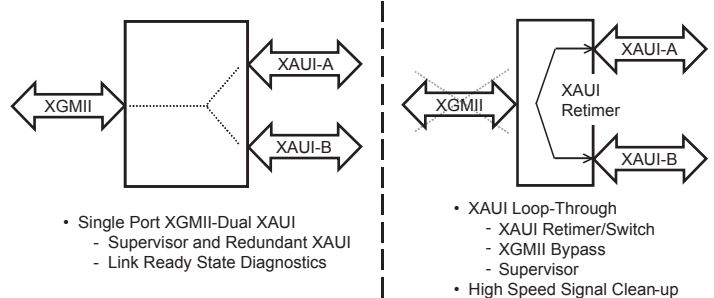 XAUI-A
XGMII
XAUI-B
• Single Port XGMII-Dual XAUI
- Supervisor and Redundant XAUI
- Link Ready State Diagnostics
XAUI-A
XGMII
XAUI
Retimer
XAUI-B
• XAUI Loop-Through
- XAUI Retimer/Switch
- XGMII Bypass
- Supervisor
• High Speed Signal Clean-up